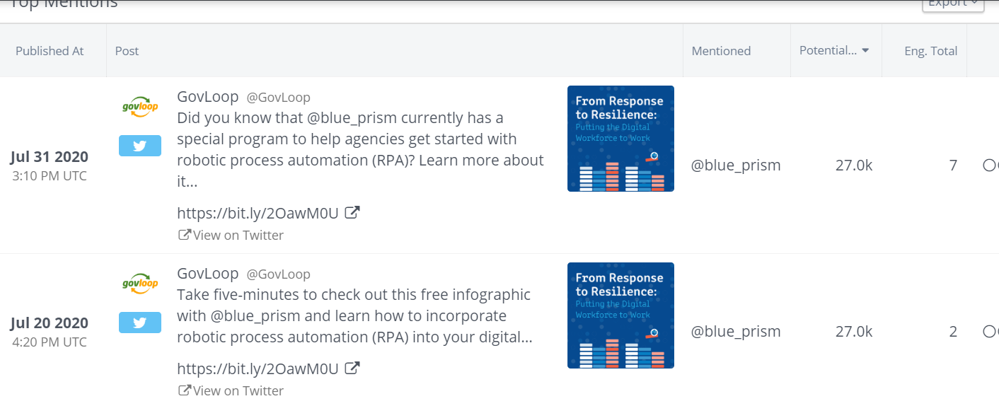 Top Mentions
Export
Published At
Post
Mentioned
Potential...
Eng. Total
Jul 31 2020
3:10 PM UTC
govloop
GovLoop @GovLoop
Did you know that @blue_prism currently has a
special program to help agencies get started with
robotic process automation (RPA)? Learn more about
it...
https://bit.ly/2OawM0U
View on Twitter
From Response
to Resilience:
Putting the Digital
Workforce to Work
@blue_prism
27.0k
7
Jul 20 2020
4:20 PM UTC
govloop
GovLoop @GovLoop
Take five-minutes to check out this free infographic
with @blue_prism and learn how to incorporate
robotic process automation (RPA) into your digital...
https://bit.ly/2OawM0U
View on Twitter
From Response
to Resilience:
Putting the Digital
Workforce to Work
@blue_prism
27.0k
2